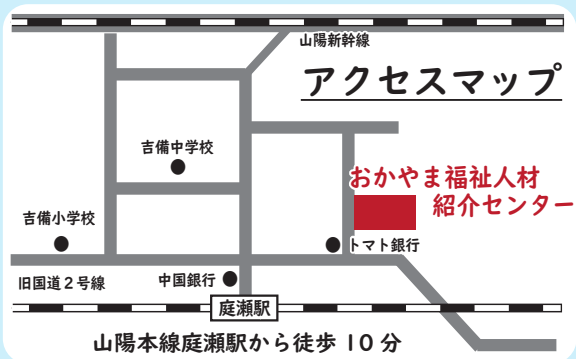 山陽新幹線
アクセスマップ
吉備中学校
おかやま福祉人材
紹介センター
吉備小学校
トマト銀行
旧国道2号線
中国銀行
庭瀬駅
山陽本線庭瀬駅から徒歩 10 分